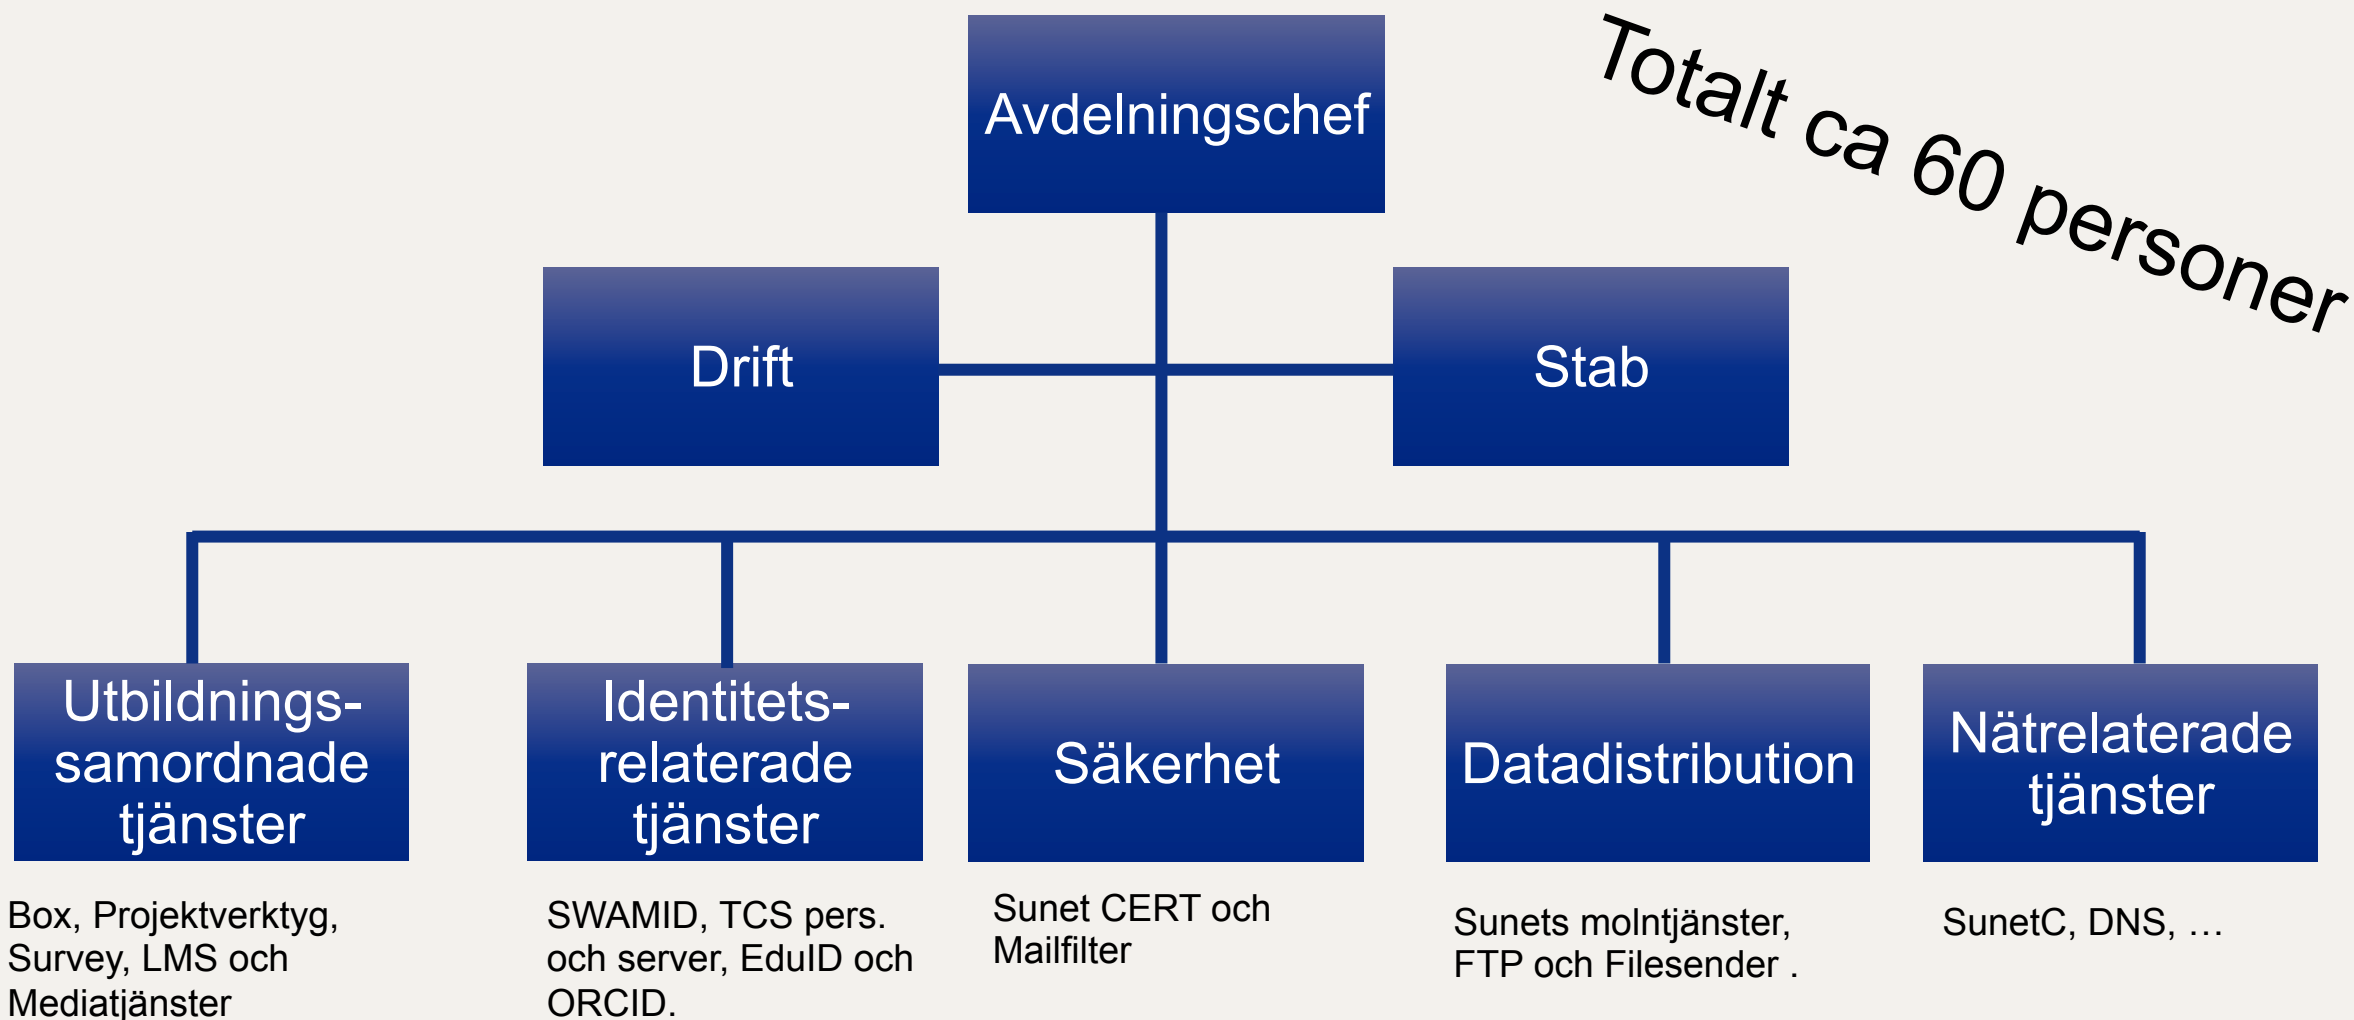 Avdelningschef
Totalt ca 60 personer
Drift
Stab
Utbildnings-
samordnade
tjänster
Identitets-
relaterade
tjänster
Säkerhet
Datadistribution
Nätrelaterade
tjänster
Box, Projektverktyg,
Survey, LMS och
Mediatjänster
SWAMID, TCS pers.
och server, EduID och
ORCID.
Sunet CERT och
Mailfilter
Sunets molntjänster,
FTP och Filesender .
SunetC, DNS, …